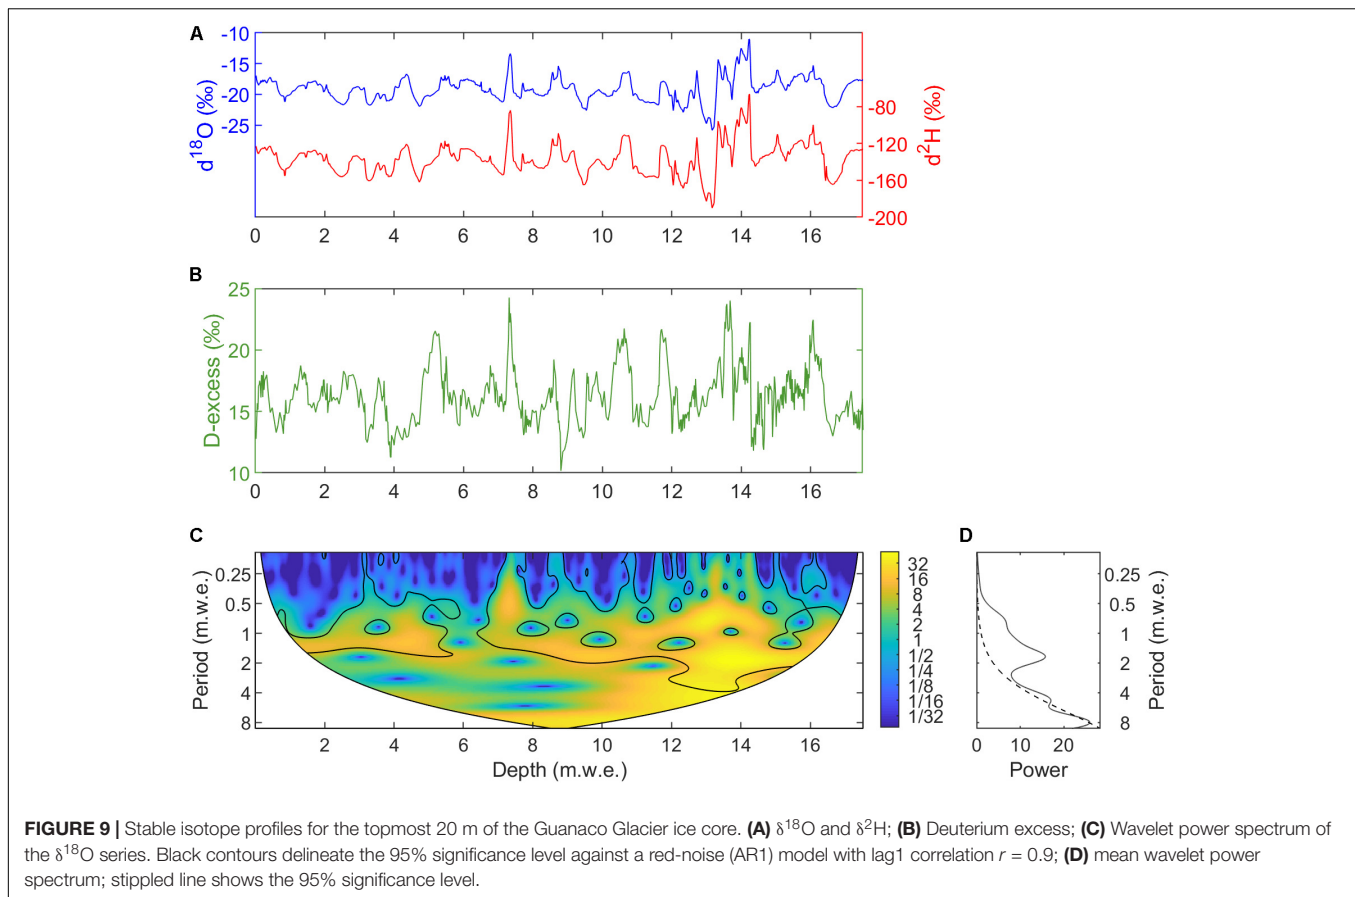 A
-10
-15
-20
-25
d18O (‰)
-80
-120
-160
-200
d2H (‰)
0 2 4 6 8 10 12 14 16
B
25
20
15
10
D-excess (‰)
0 2 4 6 8 10 12 14 16
C
0.25
0.5
1
2
4
8
Period (m.w.e.)
2 4 6 8 10 12 14 16
Depth (m.w.e.)
32
16
8
4
2
1
1/2
1/4
1/8
1/16
1/32
D
0.25
0.5
1
2
4
8
Period (m.w.e.)
0 10 20
Power
FIGURE 9 | Stable isotope profiles for the topmost 20 m of the Guanaco Glacier ice core. (A) δ18O and δ2H; (B) Deuterium excess; (C) Wavelet power spectrum of
the δ18O series. Black contours delineate the 95% significance level against a red-noise (AR1) model with lag1 correlation r = 0.9; (D) mean wavelet power
spectrum; stippled line shows the 95% significance level.